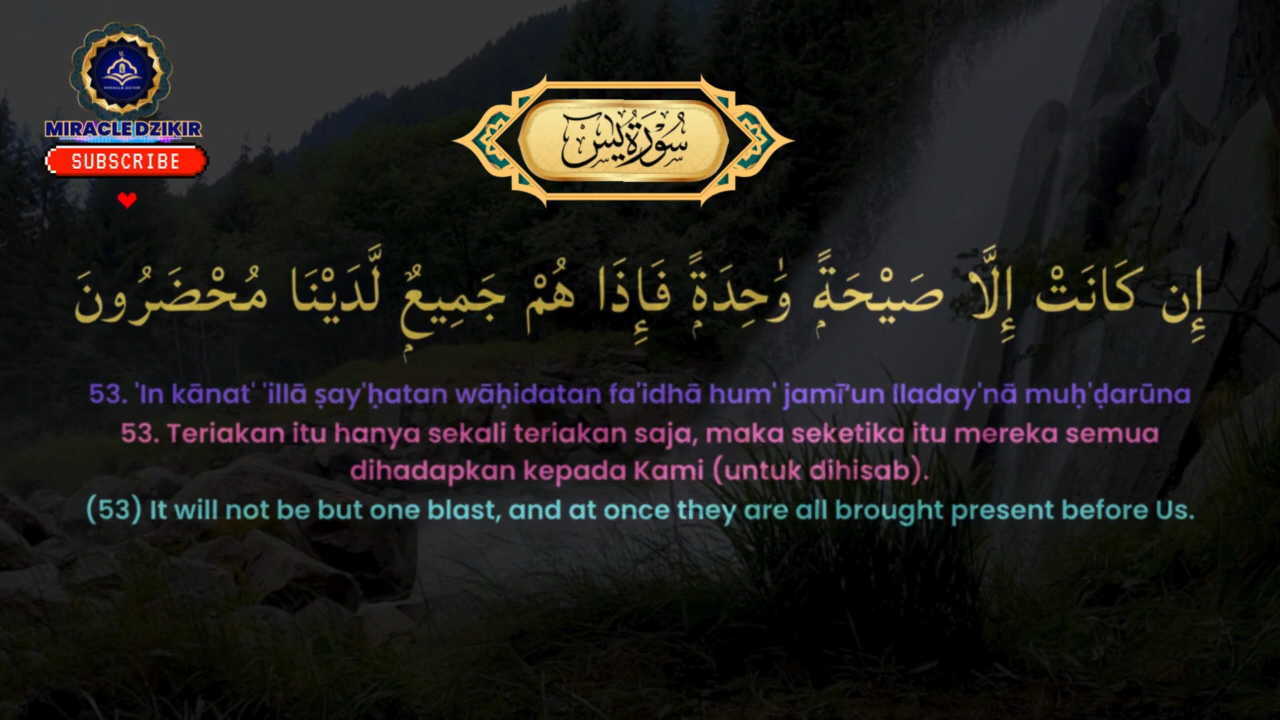 MIRACLE DZIKIR
MIRACLEDZIKIR
SUBSCRIBE
سُوْرَةُ يٰسٓ
إِن كَانَتْ إِلَّا صَيْحَةً وَٰحِدَةً فَإِذَا هُمْ جَمِيعٌ لَّدَيْنَا مُحْضَرُونَ
53. 'In kānat' 'illā ṣay'ḥatan wāḥidatan fa'idhā hum' jamī‘un lladay'nā muḥ'ḍarūna
53. Teriakan itu hanya sekali teriakan saja, maka seketika itu mereka semua
dihadapkan kepada Kami (untuk dihisab).
(53) It will not be but one blast, and at once they are all brought present before Us.